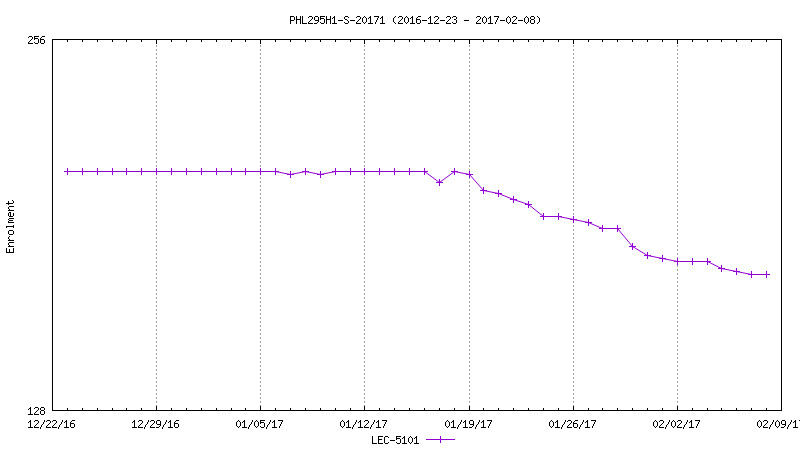 PHL295H1-S-20171 (2016-12-23 - 2017-02-08)
256
Enrolment
128
12/22/16 12/29/16 01/05/17 01/12/17 01/19/17 01/26/17 02/02/17 02/09/1
LEC-5101